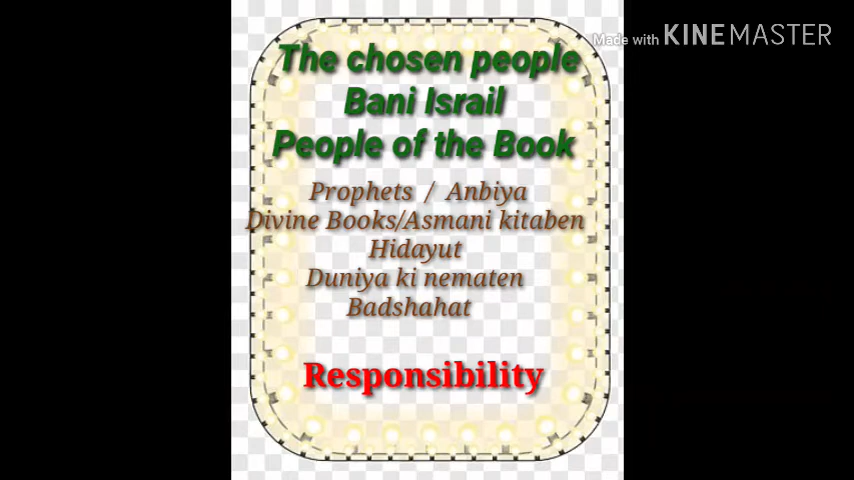 Made with KINEMASTER
The chosen people
Bani Israil
People of the Book
Prophets / Anbiya
Divine Books/Asmani kitaben
Hidayut
Duniya ki nematen
Badshahat
Responsibility